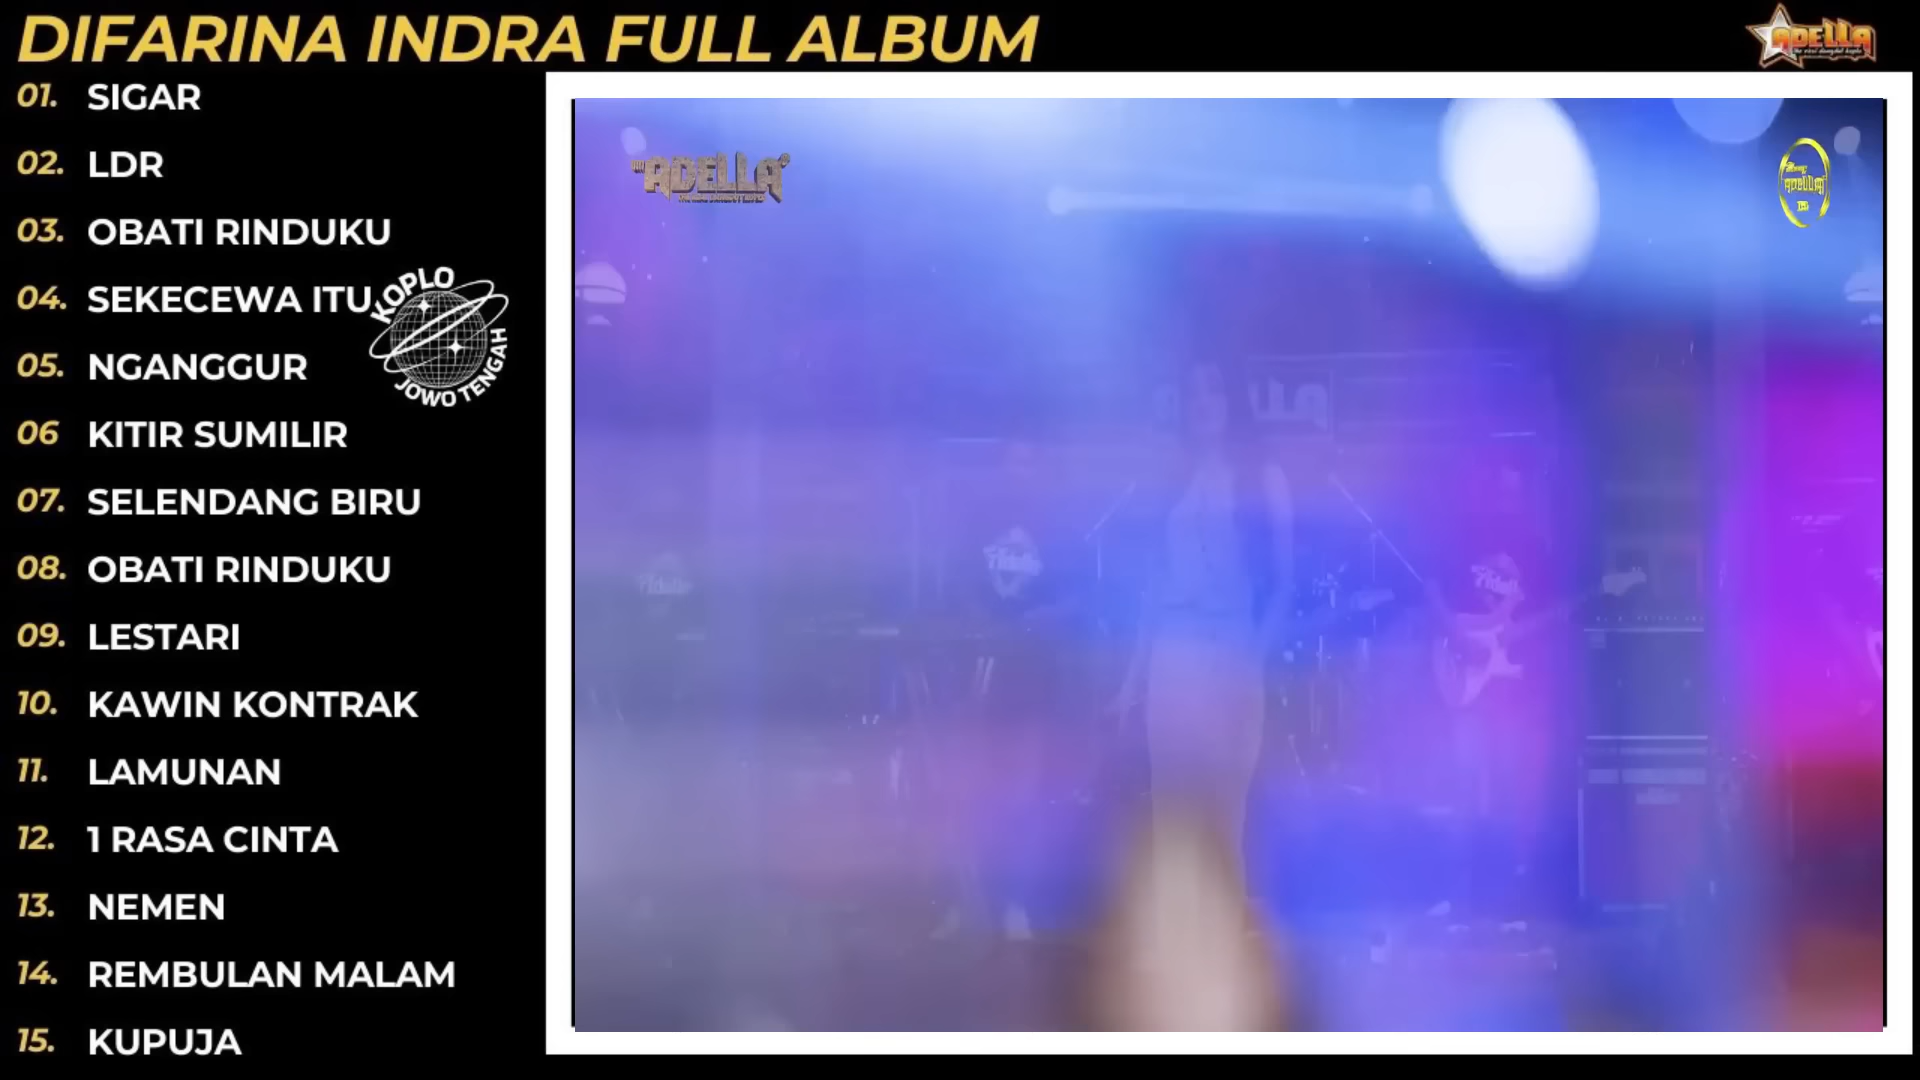 DIFARINA INDRA FULL ALBUM
ADELLA
01. SIGAR
02. LDR
03. OBATI RINDUKU
04. SEKECEWA ITU
05. NGANGGUR
06 KITIR SUMILIR
07. SELENDANG BIRU
08. OBATI RINDUKU
09. LESTARI
10. KAWIN KONTRAK
11. LAMUNAN
12. 1 RASA CINTA
13. NEMEN
14. REMBULAN MALAM
15. KUPUJA
KOPLO
JOWO TENGAH
OM ADELLA